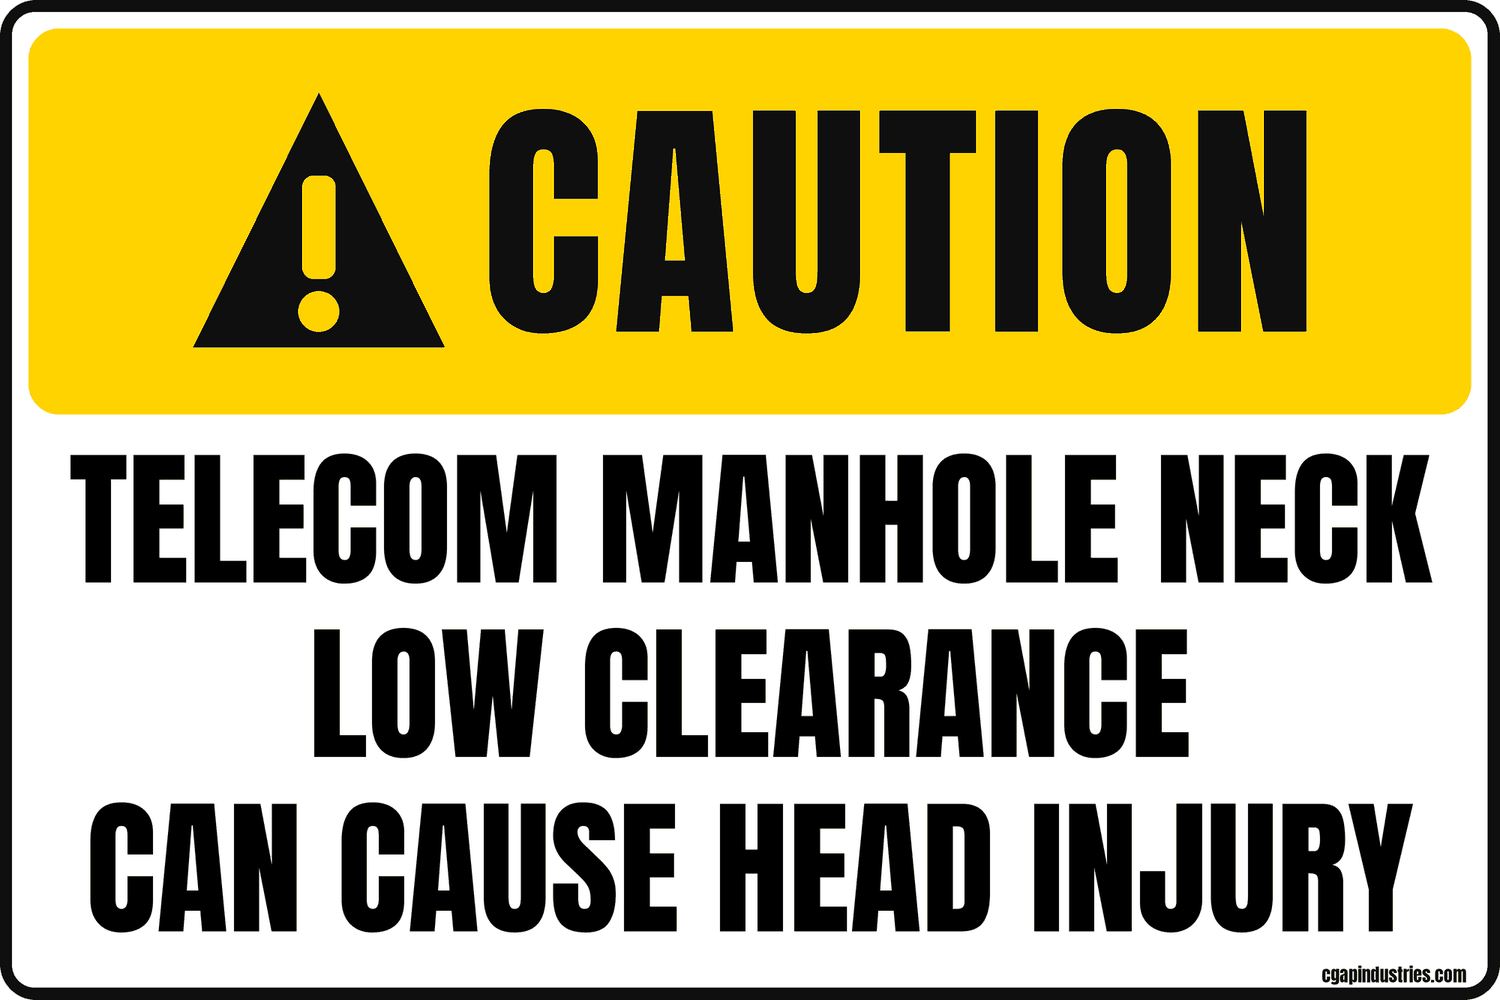 CAUTION
TELECOM MANHOLE NECK
LOW CLEARANCE
CAN CAUSE HEAD INJURY
cgapindustries.com